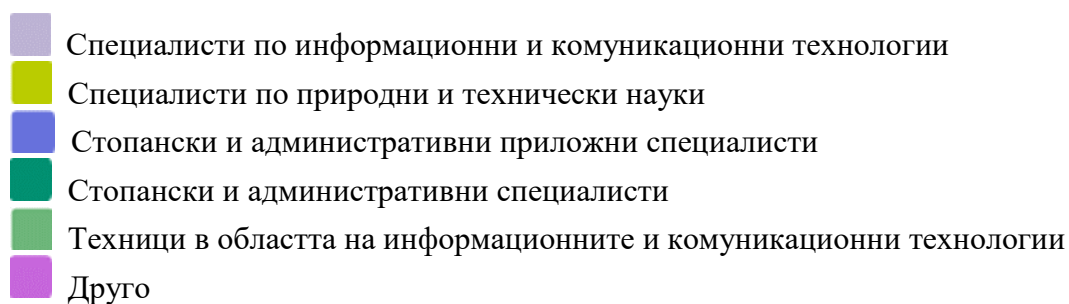 Специалисти по информационни и комуникационни технологии
Специалисти по природни и технически науки
Стопански и административни приложни специалисти
Стопански и административни специалисти
Техници в областта на информационните и комуникационни технологии
Друго